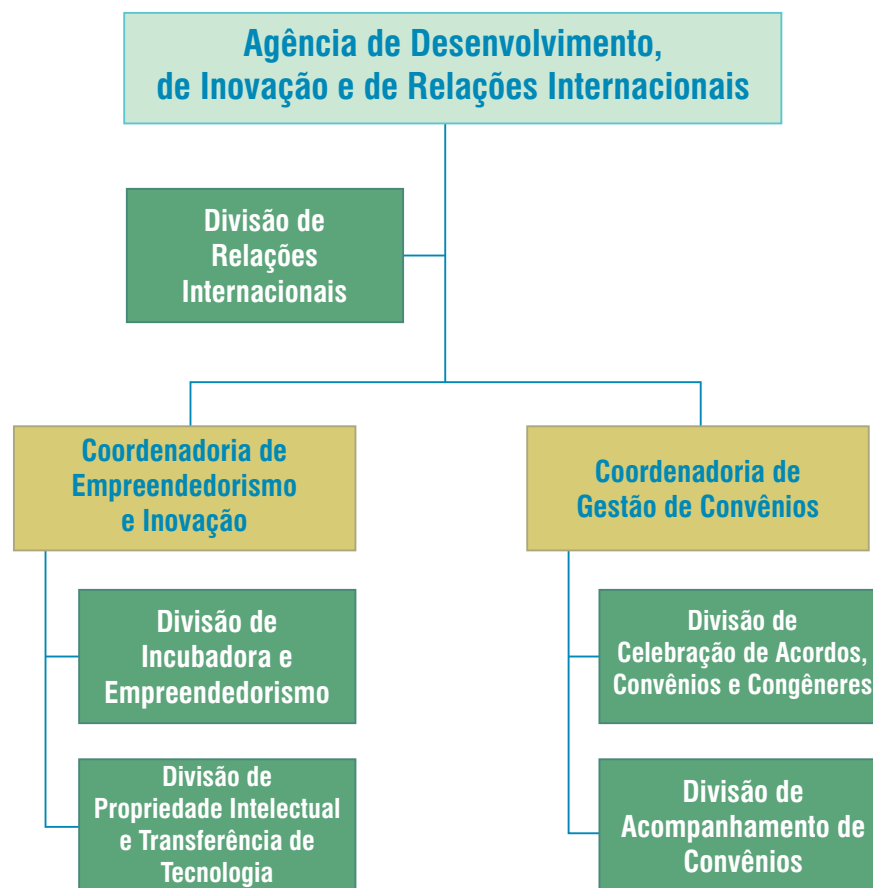 Agência de Desenvolvimento,
de Inovação e de Relações Internacionais
Divisão de
Relações
Internacionais
Coordenadoria de
Empreendedorismo
e Inovação
Divisão de
Incubadora e
Empreendedorismo
Divisão de
Propriedade Intelectual
e Transferência de
Tecnologia
Coordenadoria de
Gestão de Convênios
Divisão de
Celebração de Acordos,
Convênios e Congêneres
Divisão de
Acompanhamento de
Convênios